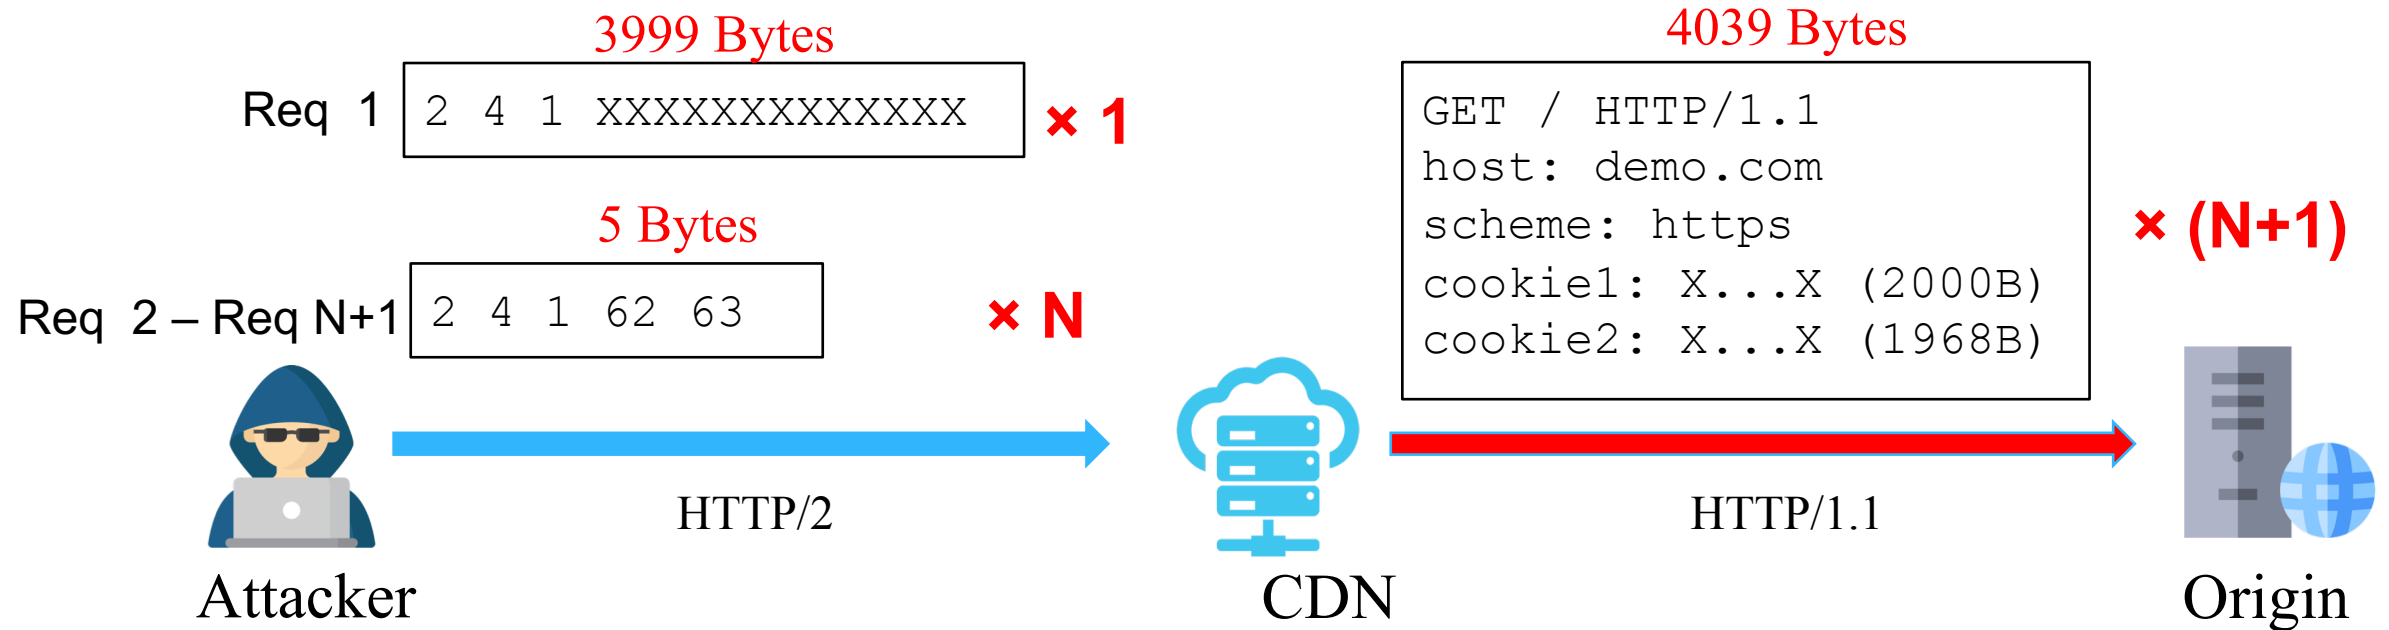 3999 Bytes
Req 1
2 4 1 XXXXXXXXXXXXX
× 1
5 Bytes
Req 2 – Req N+1
2 4 1 62 63
× N
4039 Bytes
GET / HTTP/1.1
host: demo.com
scheme: https
cookie1: X...X (2000B)
cookie2: X...X (1968B)
× (N+1)
HTTP/2
HTTP/1.1
Attacker
CDN
Origin